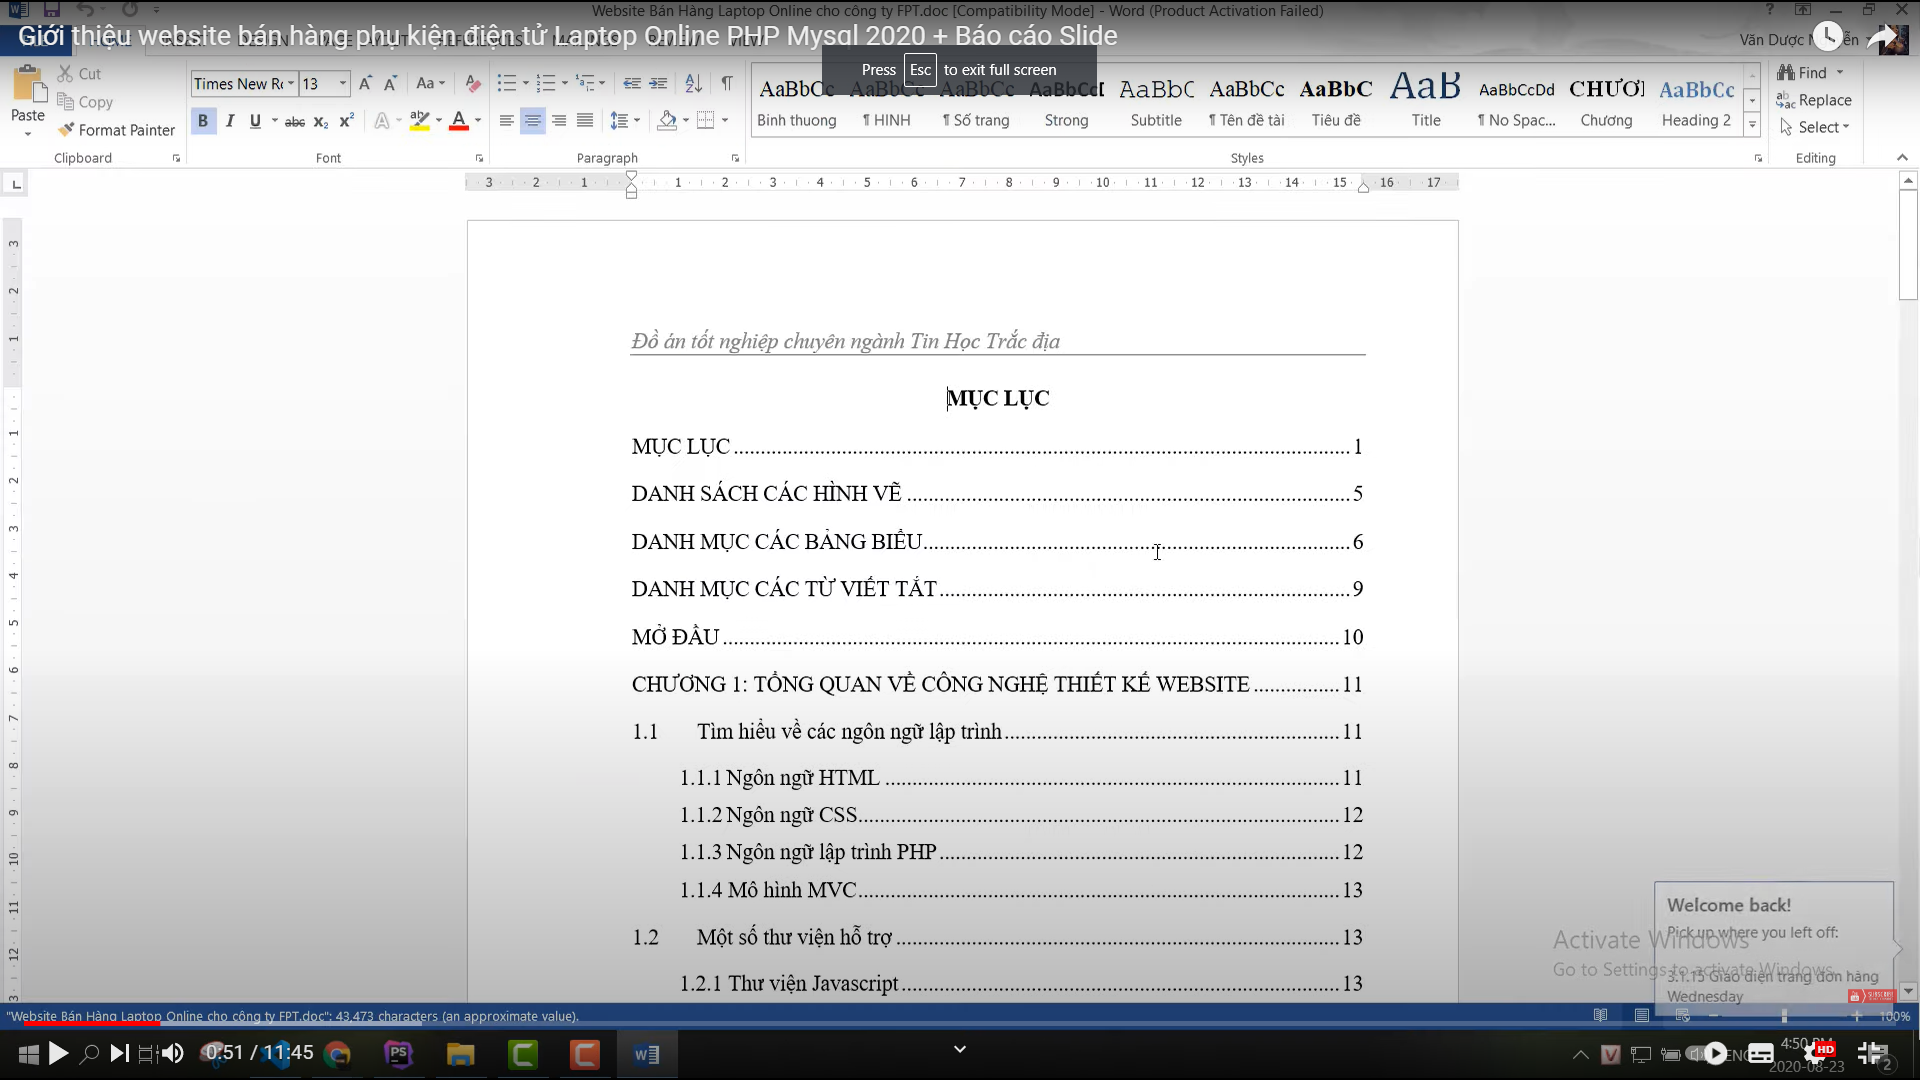 Website Bán Hàng Laptop Online cho công ty FPT.doc [Compatibility Mode] - Word (Product Activation Failed)
Giới thiệu website bán hàng phụ kiện điện tử Laptop Online PHP Mysql 2020 + Báo cáo Slide
Văn Dược
Press Esc to exit full screen
Cut
Copy
Paste
Format Painter
Clipboard
Times New Ro 13
Font
Paragraph
AaBbCc AaBbCc AaBbCc AaBbCcI AaBbC AaBbCc AaBbC AaB AaBbCcDd CHƯƠI AaBbCc
Bình thuong ¶ HINH ¶ Số trang Strong Subtitle ¶ Tên đề tài Tiêu đề Title ¶ No Spac... Chương Heading 2
Styles
Find
Replace
Select
Editing
3 2 1 1 2 3 4 5 6 7 8 9 10 11 12 13 14 15 16 17
Đồ án tốt nghiệp chuyên ngành Tin Học Trắc địa
MỤC LỤC
MỤC LỤC 1
DANH SÁCH CÁC HÌNH VẼ 5
DANH MỤC CÁC BẢNG BIỂU 6
DANH MỤC CÁC TỪ VIẾT TẮT 9
MỞ ĐẦU 10
CHƯƠNG 1: TỔNG QUAN VỀ CÔNG NGHỆ THIẾT KẾ WEBSITE 11
1.1 Tìm hiểu về các ngôn ngữ lập trình 11
1.1.1 Ngôn ngữ HTML 11
1.1.2 Ngôn ngữ CSS 12
1.1.3 Ngôn ngữ lập trình PHP 12
1.1.4 Mô hình MVC 13
1.2 Một số thư viện hỗ trợ 13
1.2.1 Thư viện Javascript 13
Welcome back!
Pick up where you left off:
3.1.15 Giao diện trang đơn hàng
Wednesday
Activate Windows
Go to Settings to activate Windows.
"Website Bán Hàng Laptop Online cho công ty FPT.doc": 43,473 characters (an approximate value).
100%
0:51 / 11:45
PS
ENG
HD
4:50 PM
2020-08-23
2